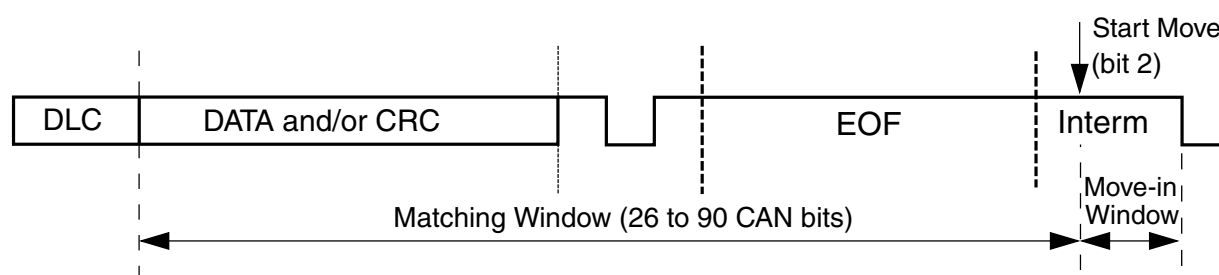 Start Move
(bit 2)
DLC
DATA and/or CRC
EOF
Interm
Matching Window (26 to 90 CAN bits)
Move-in
Window